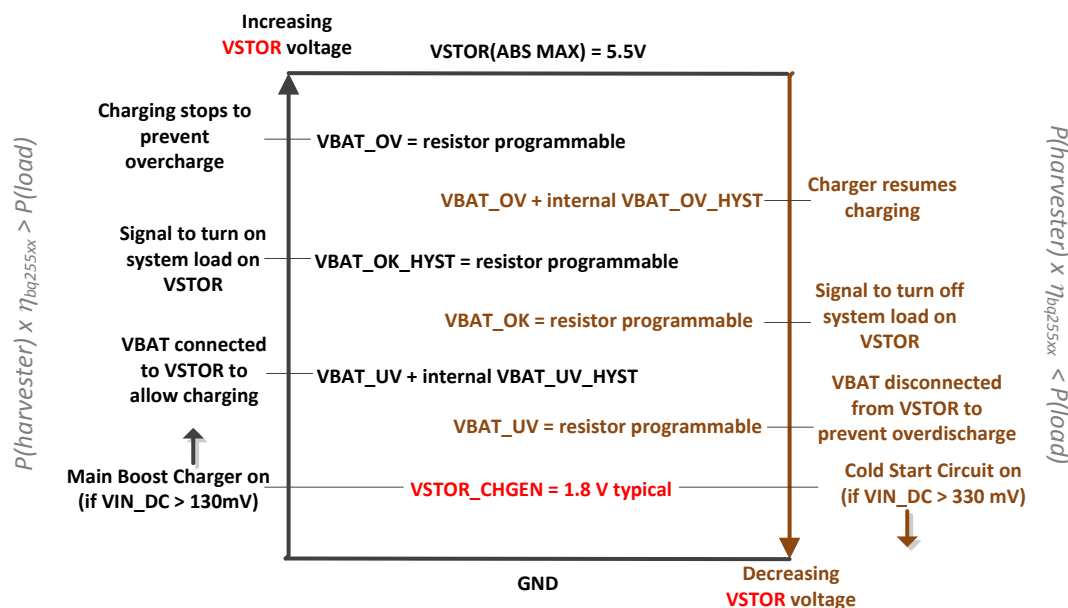 Increasing
VSTOR voltage
VSTOR(ABS MAX) = 5.5V
Charging stops to
prevent
overcharge
VBAT_OV = resistor programmable
VBAT_OV + internal VBAT_OV_HYST
Charger resumes
charging
Signal to turn on
system load on
VSTOR
VBAT_OK_HYST = resistor programmable
VBAT_OK = resistor programmable
Signal to turn off
system load on
VSTOR
VBAT connected
to VSTOR to
allow charging
VBAT_UV + internal VBAT_UV_HYST
VBAT_UV = resistor programmable
VBAT disconnected
from VSTOR to
prevent overdischarge
Main Boost Charger on
(if VIN_DC > 130mV)
VSTOR_CHGEN = 1.8 V typical
Cold Start Circuit on
(if VIN_DC > 330 mV)
GND
Decreasing
VSTOR voltage
P(harvester) x ηbq255xx > P(load)
P(harvester) x ηbq255xx < P(load)